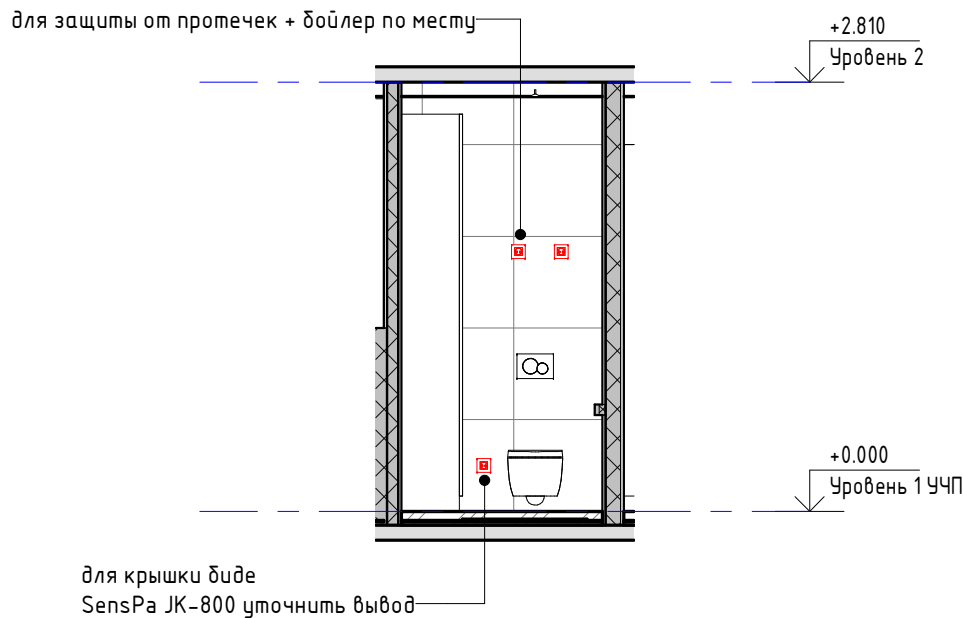 для защиты от протечек + бойлер по месту
+2.810
Уровень 2
+0.000
Уровень 1 УЧП
для крышки биде
SensPa JK-800 уточнить вывод